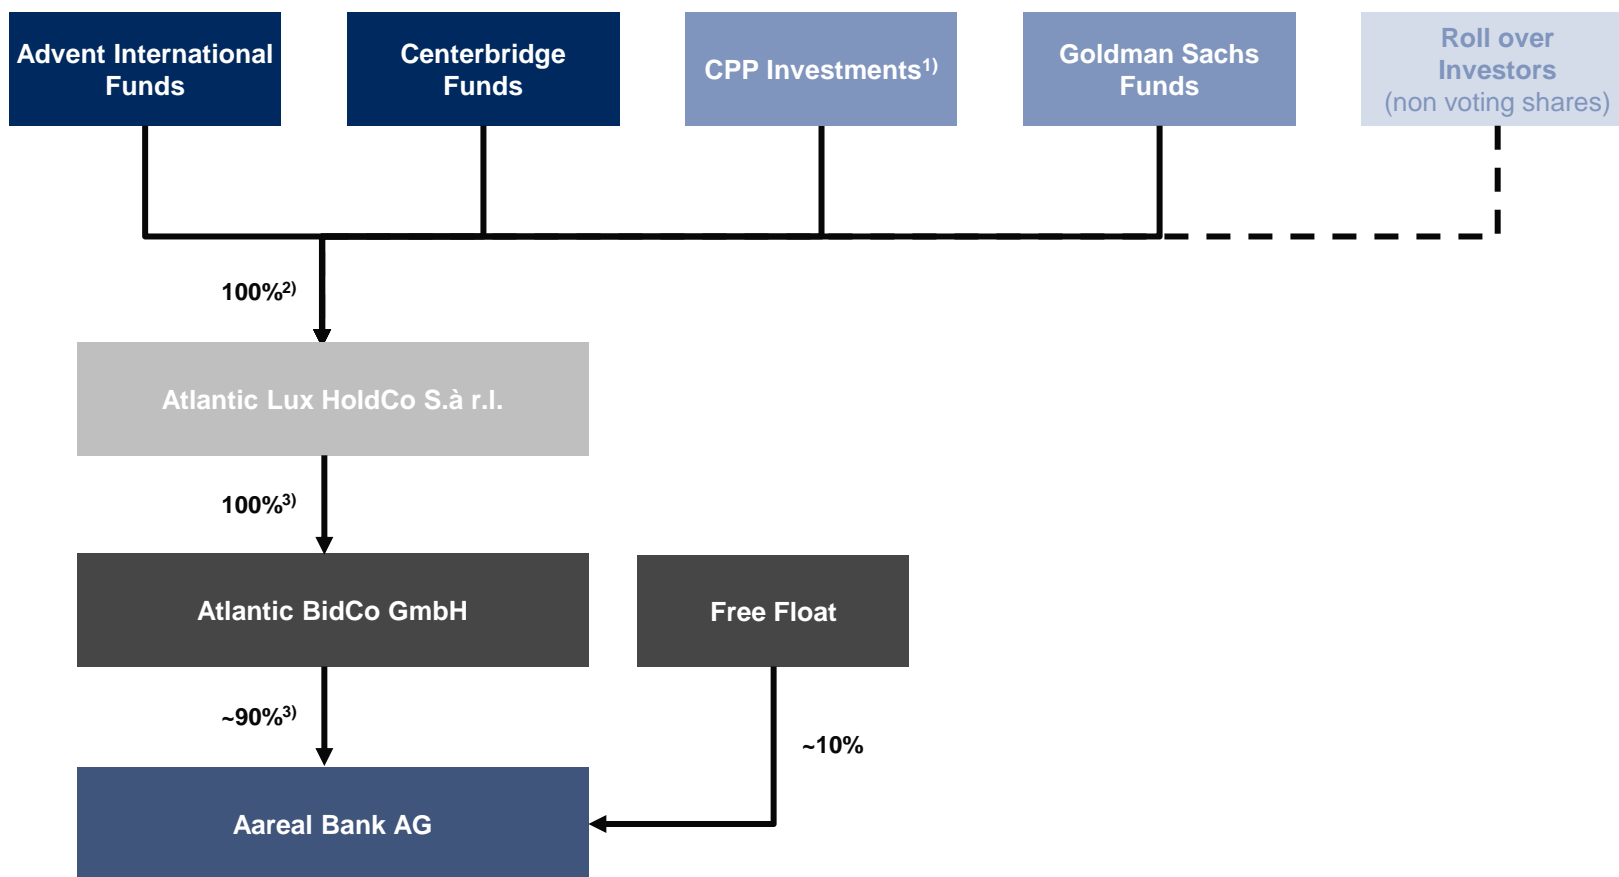 Advent International
Funds
Centerbridge
Funds
CPP Investments1)
Goldman Sachs
Funds
Roll over
Investors
(non voting shares)
100%2)
Atlantic Lux HoldCo S.à r.l.
100%3)
Atlantic BidCo GmbH
Free Float
~90%3)
~10%
Aareal Bank AG